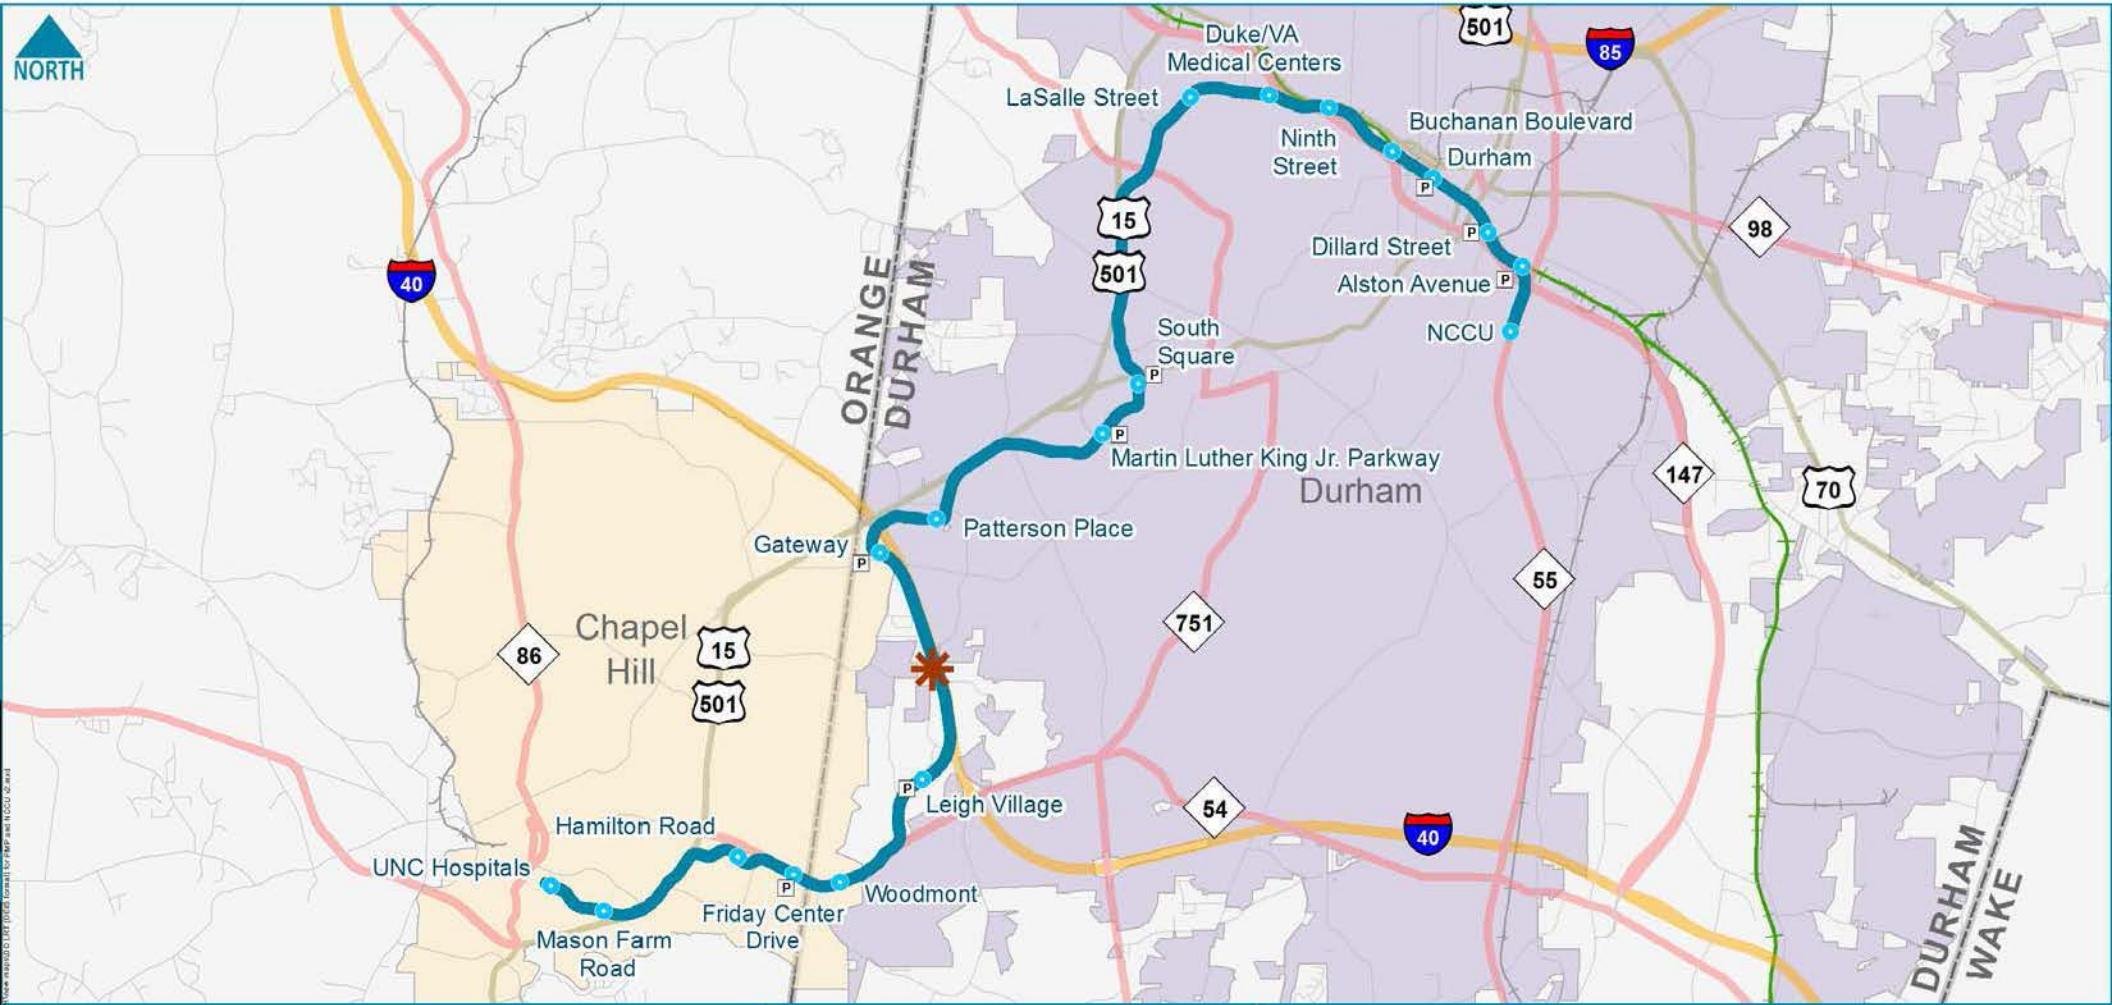 NORTH
501
85
Duke/VA
Medical Centers
LaSalle Street
Buchanan Boulevard
Ninth
Street
Durham
P
15
98
P
Dillard Street
501
ORANGE
DURHAM
40
Alston Avenue
P
NCCU
South
Square
P
P
Martin Luther King Jr. Parkway
Durham
147
70
Patterson Place
Gateway
P
55
751
Chapel
Hill
15
86
501
P
Leigh Village
54
40
Hamilton Road
UNC Hospitals
P
Woodmont
Friday Center
Drive
Mason Farm
Road
DURHAM
WAKE